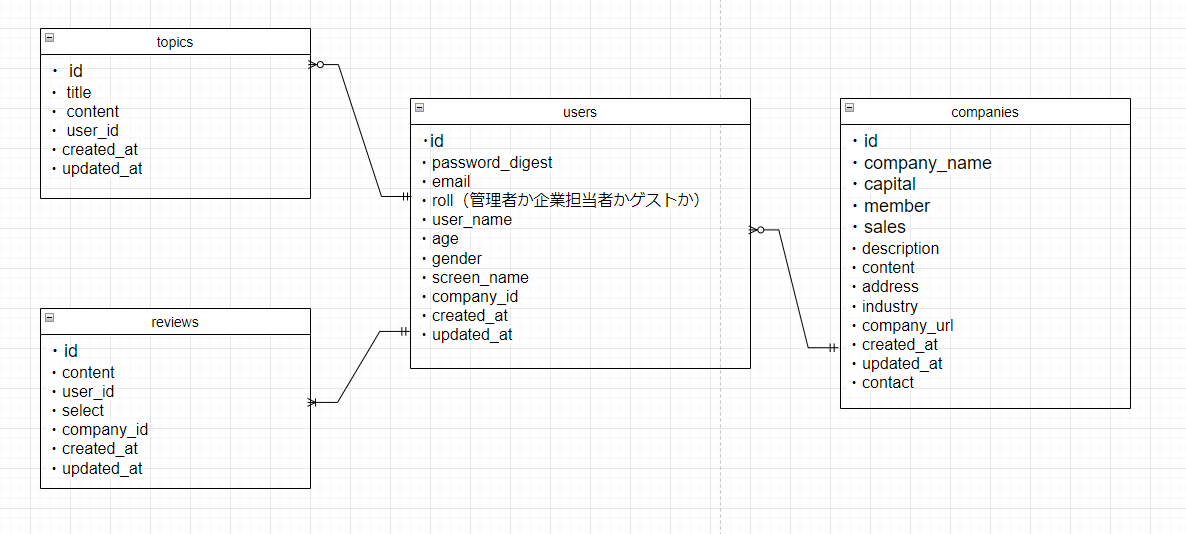 topics
・ id
・ title
・ content
・ user_id
・created_at
・updated_at
users
・id
・password_digest
・email
・roll（管理者か企業担当者かゲストか）
・user_name
・age
・gender
・screen_name
・company_id
・created_at
・updated_at
companies
・id
・company_name
・capital
・member
・sales
・description
・content
・address
・industry
・company_url
・created_at
・updated_at
・contact
reviews
・id
・content
・user_id
・select
・company_id
・created_at
・updated_at